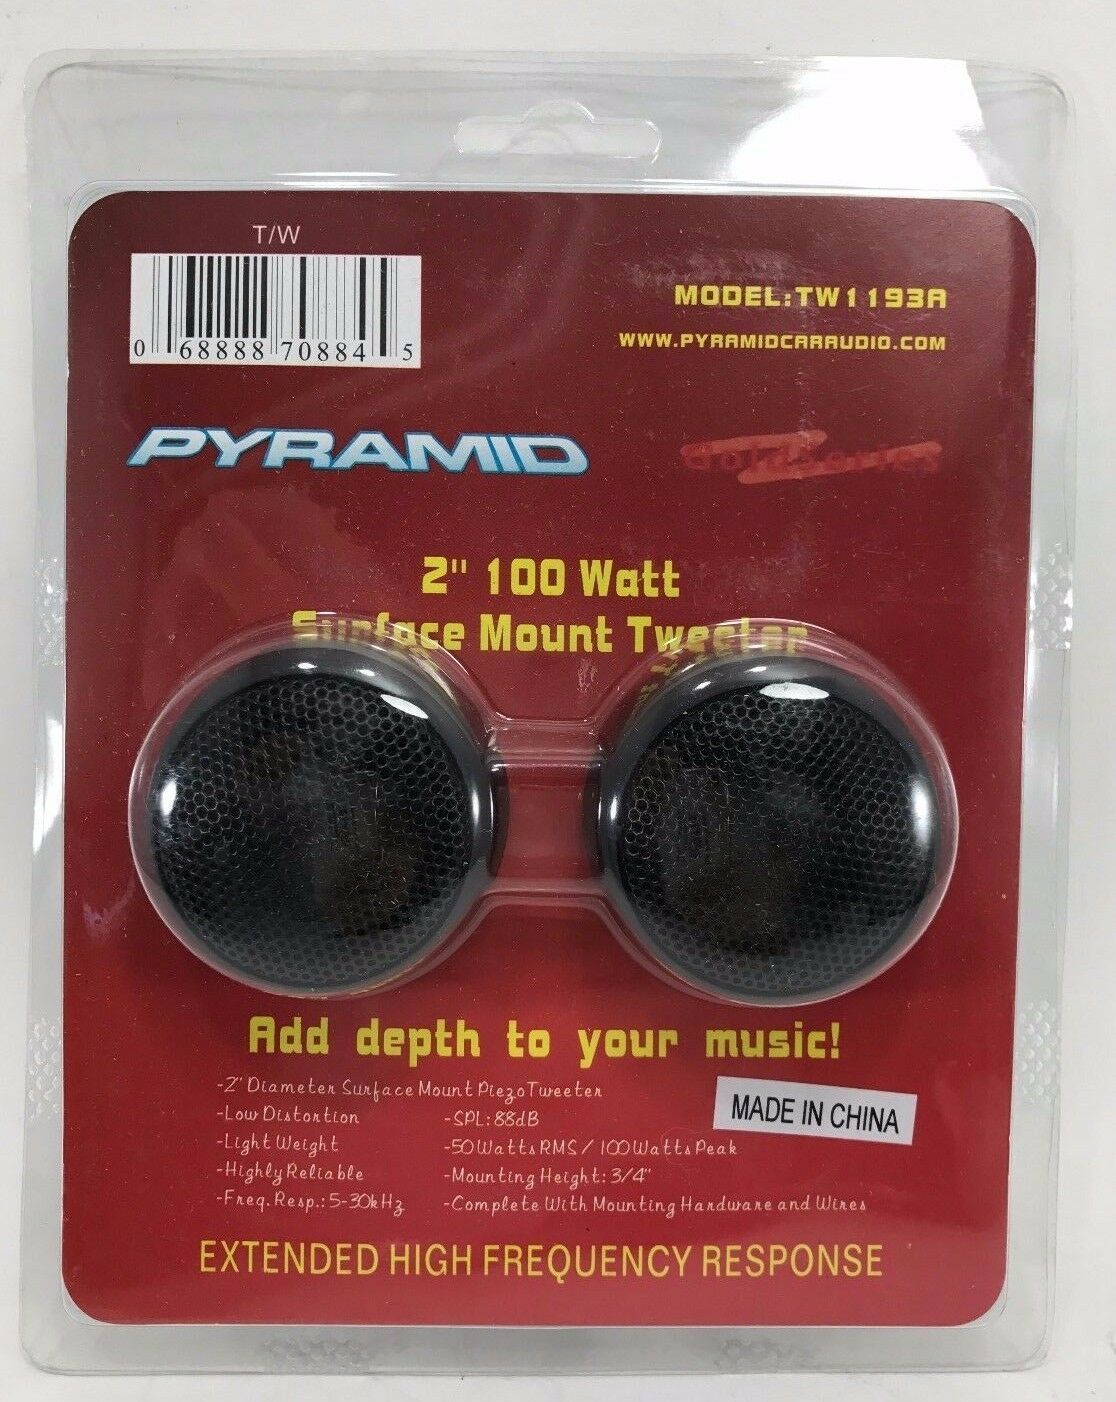 T/W
0 68888 70884 5
MODEL:TW1193A
WWW.PYRAMIDCARAUDIO.COM
PYRAMID
GoldSeries
2" 100 Watt
Surface Mount Tweeter
Add depth to your music!
-2" Diameter Surface Mount Piezo Tweeter
-Low Distortion
-SPL: 88dB
-Light Weight
-50 Watts RMS / 100 Watts Peak
-Highly Reliable
-Mounting Height: 3/4"
-Freq. Resp.: 5-30kHz
-Complete With Mounting Hardware and Wires
MADE IN CHINA
EXTENDED HIGH FREQUENCY RESPONSE